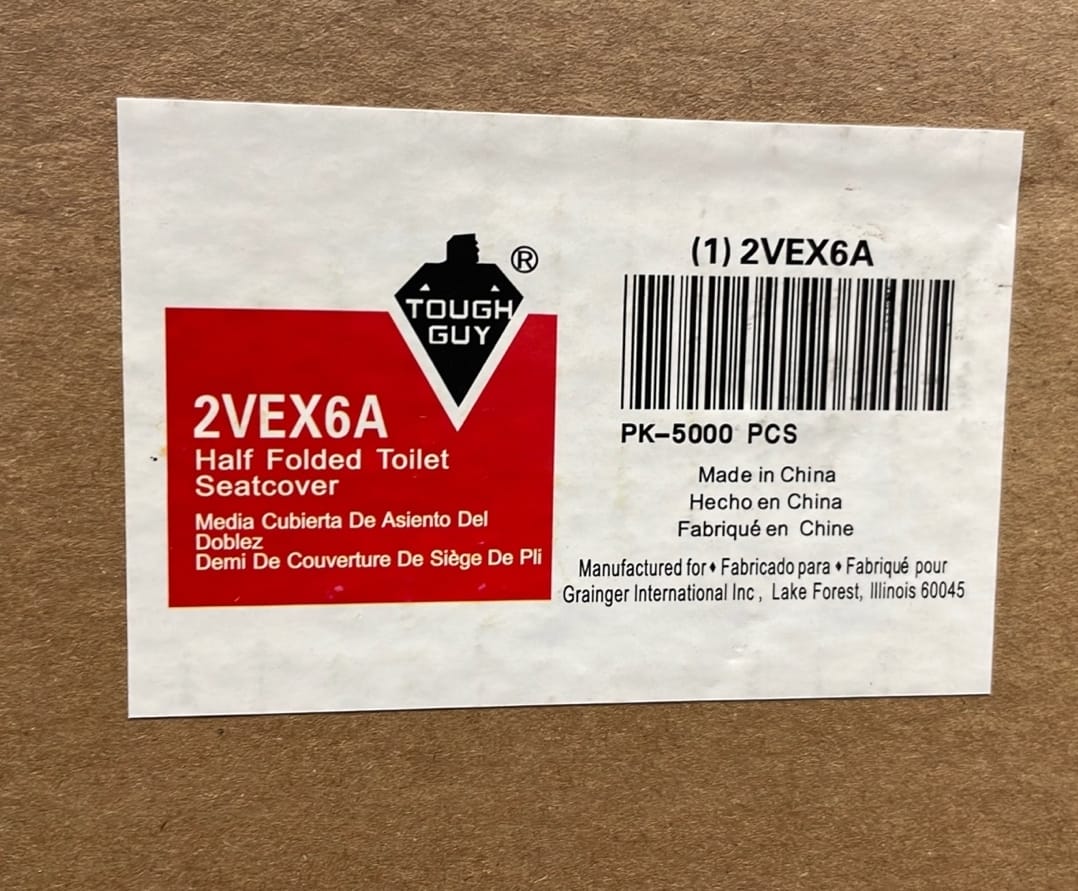 TOUGH
GUY
®
2VEX6A
Half Folded Toilet
Seatcover
Media Cubierta De Asiento Del
Doblez
Demi De Couverture De Siège De Pli
(1) 2VEX6A
PK-5000 PCS
Made in China
Hecho en China
Fabriqué en Chine
Manufactured for♦ Fabricado para ♦ Fabriqué pour
Grainger International Inc , Lake Forest, Illinois 60045